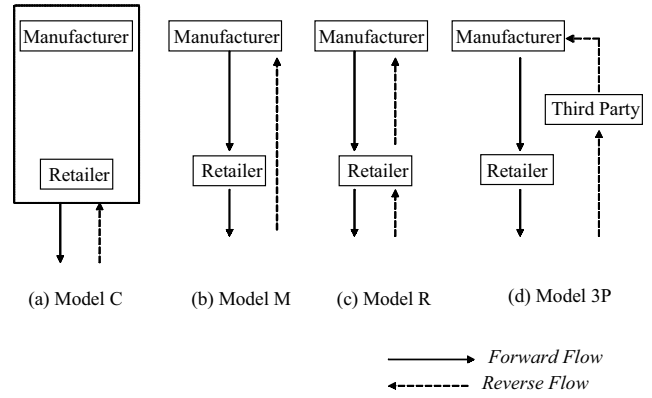 Manufacturer Manufacturer Manufacturer Manufacturer
Third Party
Retailer Retailer Retailer Retailer
(a) Model C (b) Model M (c) Model R (d) Model 3P
Forward Flow
Reverse Flow